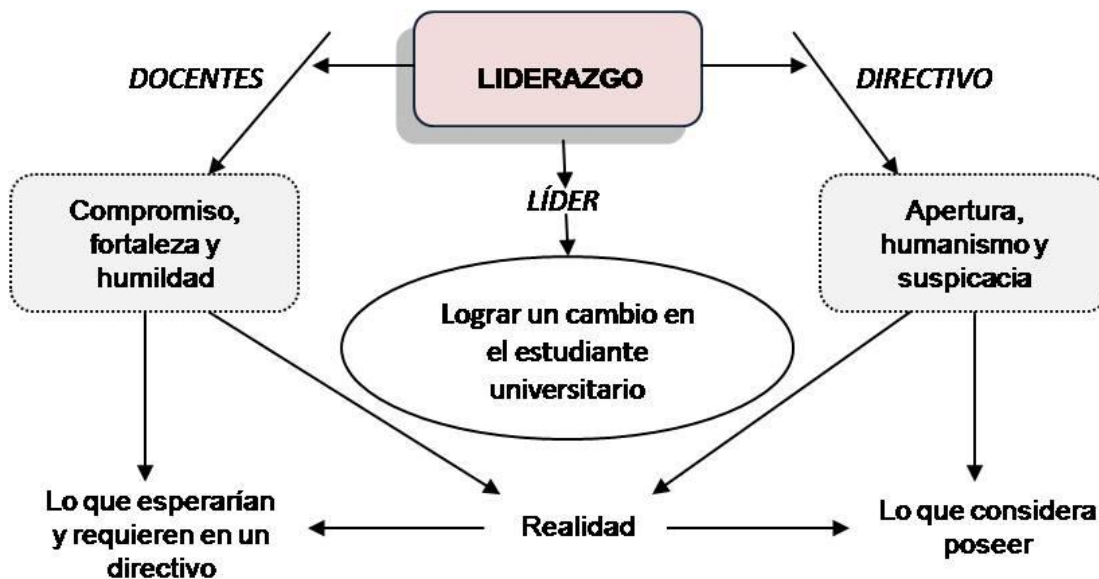 DOCENTES
LIDERAZGO
DIRECTIVO
LÍDER
Compromiso,
fortaleza y
humildad
Apertura,
humanismo y
suspicacia
Lograr un cambio en
el estudiante
universitario
Lo que esperarían
y requieren en un
directivo
Realidad
Lo que considera
poseer